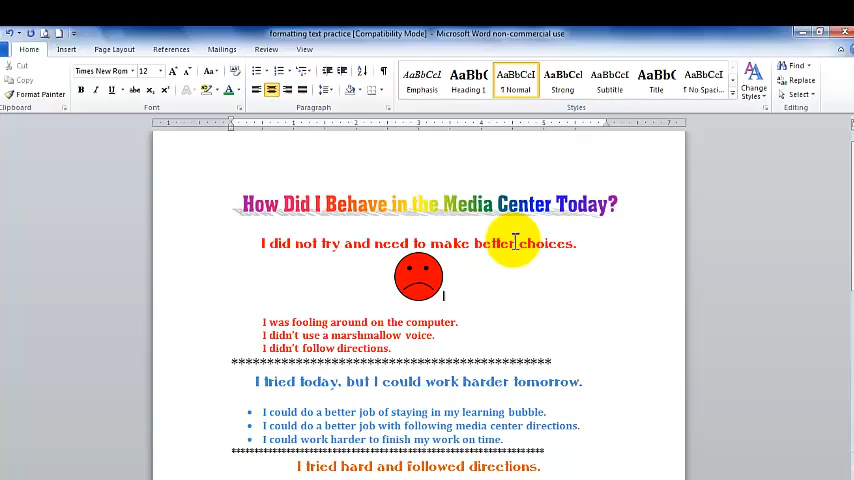 formatting text practice [Compatibility Mode] - Microsoft Word non-commercial use
Home Insert Page Layout References Mailings Review View
Cut
Copy
Format Painter
Clipboard
Times New Rom 12
Font
Paragraph
AaBbCcI AaBb( AaBbCcI AaBbCcl AaBbCcI AaBb( AaBbCcI
Emphasis Heading 1 ¶ Normal Strong Subtitle Title ¶ No Spaci...
Change Styles
Styles
Find
Replace
Select
Editing
How Did I Behave in the Media Center Today?
I did not try and need to make better choices.
I was fooling around on the computer.
I didn't use a marshmallow voice.
I didn't follow directions.
*******************************************
I tried today, but I could work harder tomorrow.
• I could do a better job of staying in my learning bubble.
• I could do a better job with following media center directions.
• I could work harder to finish my work on time.
I tried hard and followed directions.